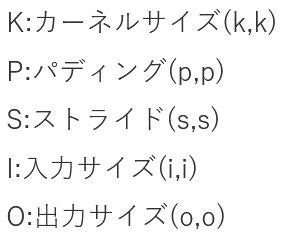 K:カーネルサイズ(k,k)
P:パディング(p,p)
S:ストライド(s,s)
I:入力サイズ(i,i)
O:出力サイズ(o,o)